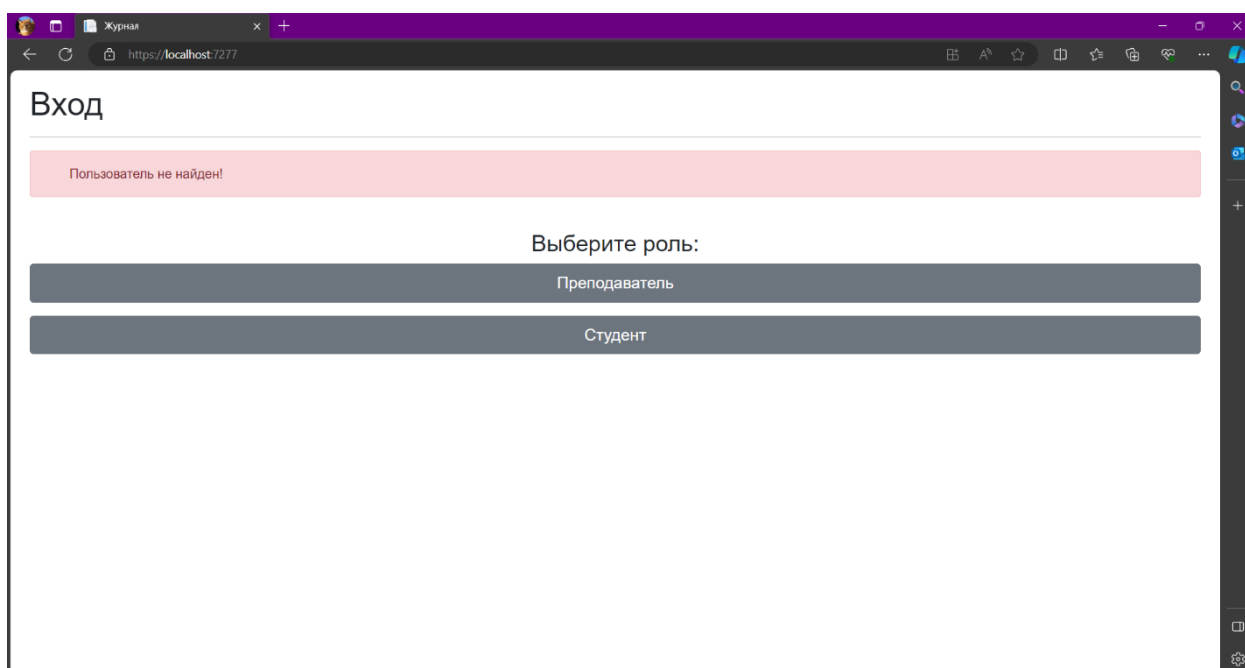 Журнал
https://localhost:7277
Вход
Пользователь не найден!
Выберите роль:
Преподаватель
Студент